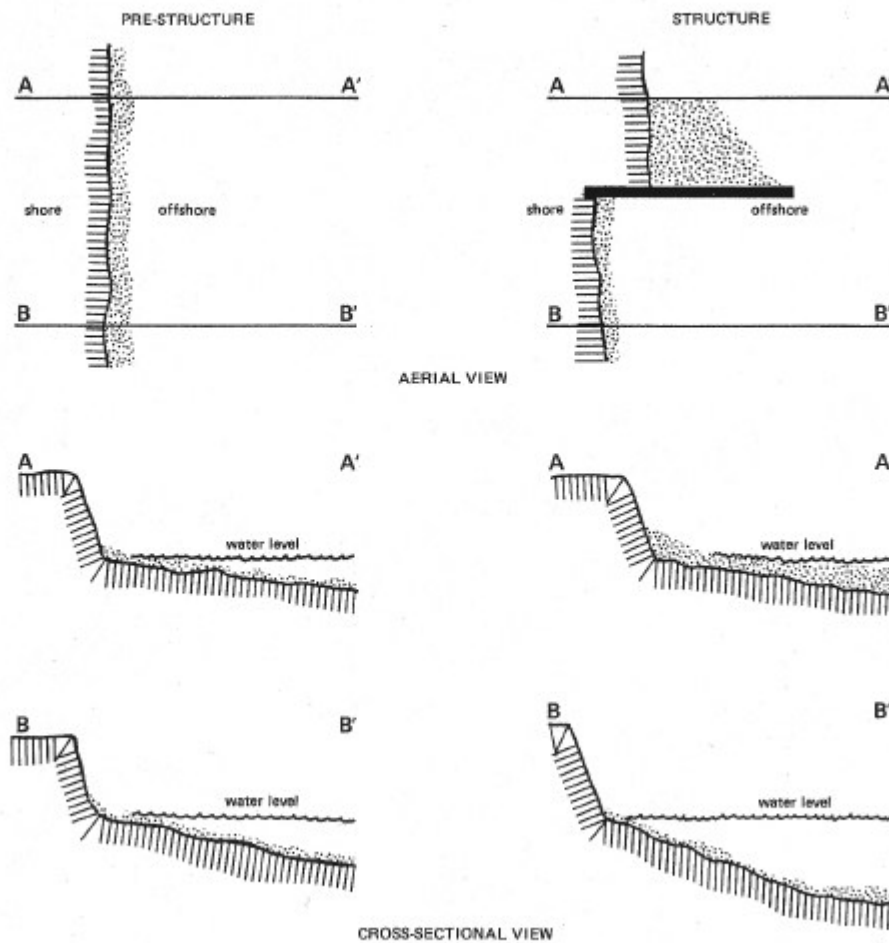 PRE-STRUCTURE
STRUCTURE
A A'
A A
shore offshore
shore offshore
B B'
B B'
AERIAL VIEW
A A'
A A
water level
water level
B B'
B B'
water level
water level
CROSS-SECTIONAL VIEW